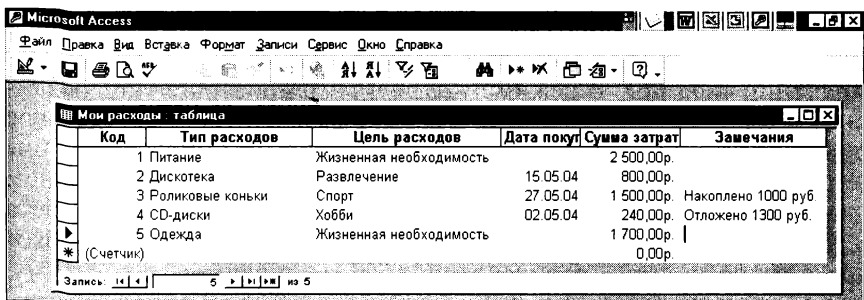 Microsoft Access
Файл Правка Вид Вставка Формат Записи Сервис Окно Справка
Мои расходы : таблица
Код Тип расходов Цель расходов Дата покуг Сумма затрат Замечания
1 Питание Жизненная необходимость 2 500,00р.
2 Дискотека Развлечение 15.05.04 800,00р.
3 Роликовые коньки Спорт 27.05.04 1 500,00р. Накоплено 1000 руб.
4 CD-диски Хобби 02.05.04 240,00р. Отложено 1300 руб.
5 Одежда Жизненная необходимость 1 700,00р.
(Счетчик) 0,00р.
Запись: 5 из 5